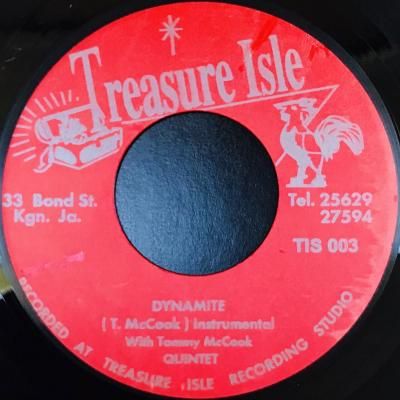 Treasure Isle
33 Bond St.
Kgn. Ja.
Tel. 25629
27594
TIS 003
DYNAMITE
( T. McCook ) Instrumental
With Tommy McCook
QUINTET
RECORDED AT TREASURE ISLE RECORDING STUDIO